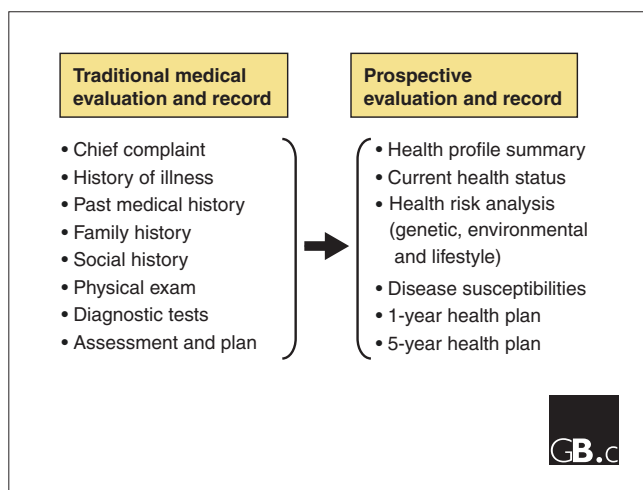 Traditional medical
evaluation and record
• Chief complaint
• History of illness
• Past medical history
• Family history
• Social history
• Physical exam
• Diagnostic tests
• Assessment and plan
Prospective
evaluation and record
• Health profile summary
• Current health status
• Health risk analysis
(genetic, environmental
and lifestyle)
• Disease susceptibilities
• 1-year health plan
• 5-year health plan
GB.c